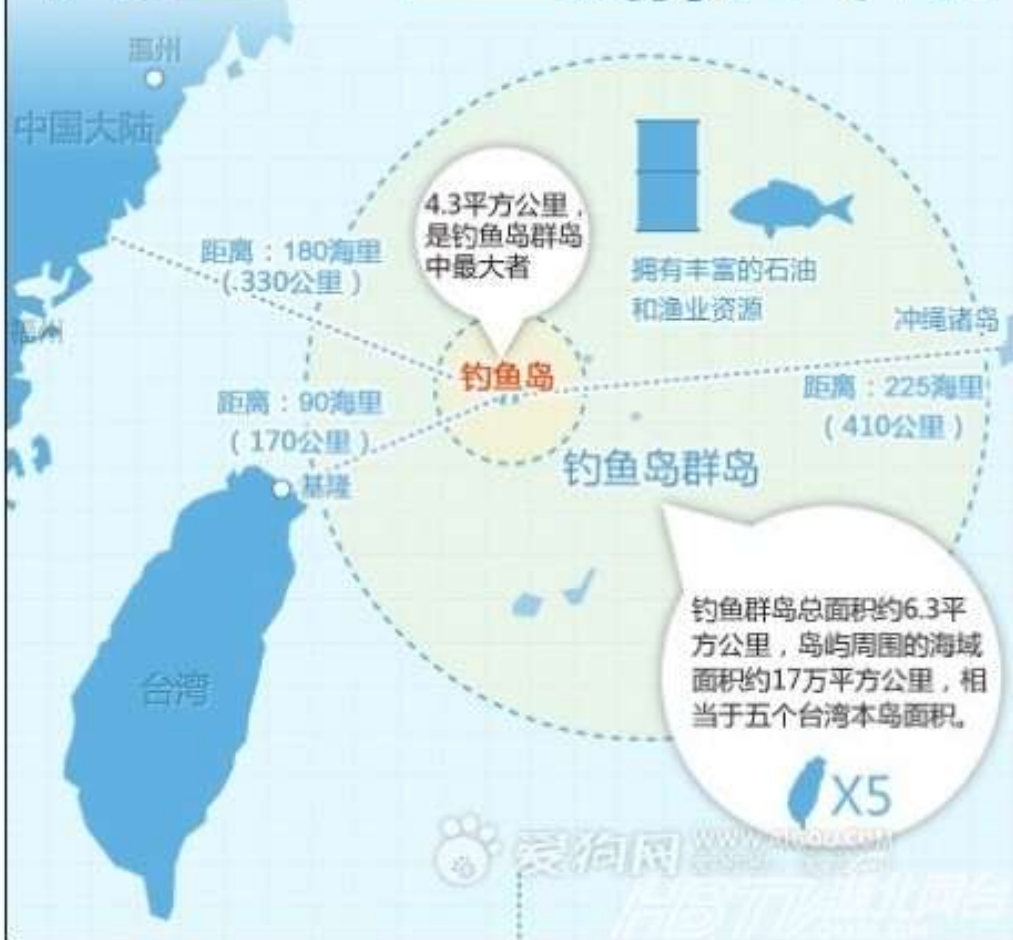 温州
中国大陆
4.3平方公里，
是钓鱼岛群岛
中最大者
距离：180海里
（330公里）
拥有丰富的石油
和渔业资源
冲绳诸岛
温州
钓鱼岛
距离：225海里
（410公里）
距离：90海里
（170公里）
钓鱼岛群岛
基隆
钓鱼群岛总面积约6.3平
方公里，岛屿周围的海域
面积约17万平方公里，相
当于五个台湾本岛面积。
台湾
X5
爱狗网